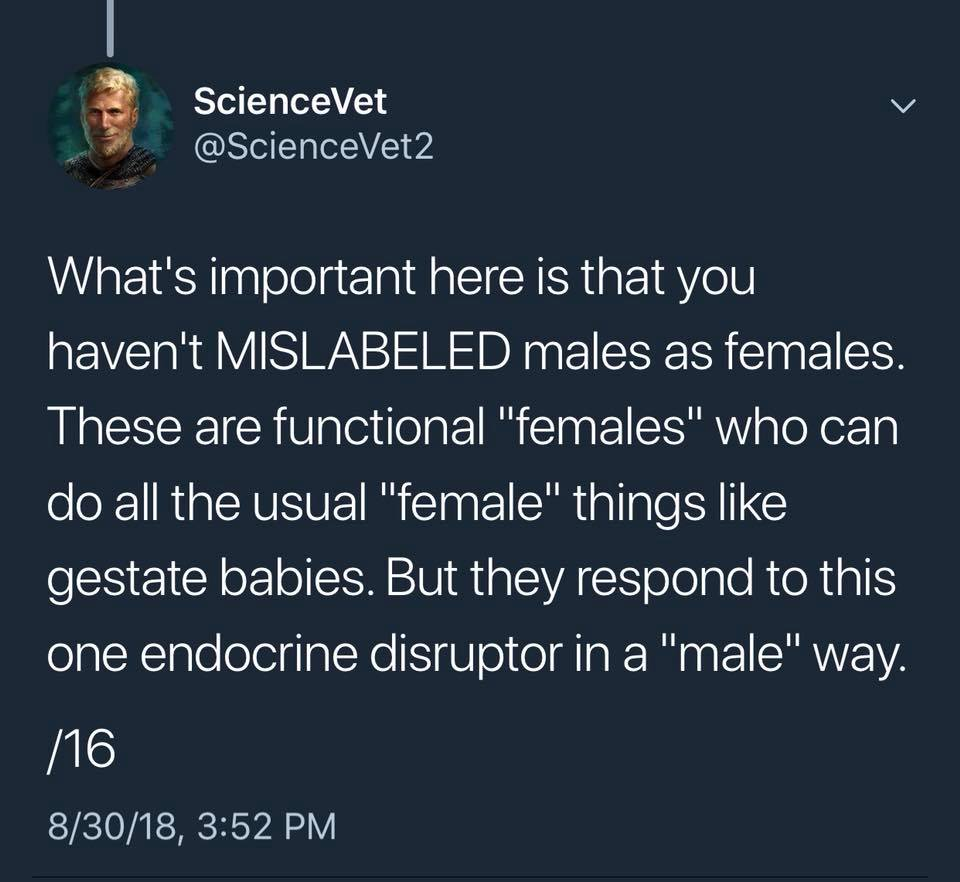 ScienceVet
@ScienceVet2
What's important here is that you
haven't MISLABELED males as females.
These are functional "females" who can
do all the usual "female" things like
gestate babies. But they respond to this
one endocrine disruptor in a "male" way.
/16
8/30/18, 3:52 PM